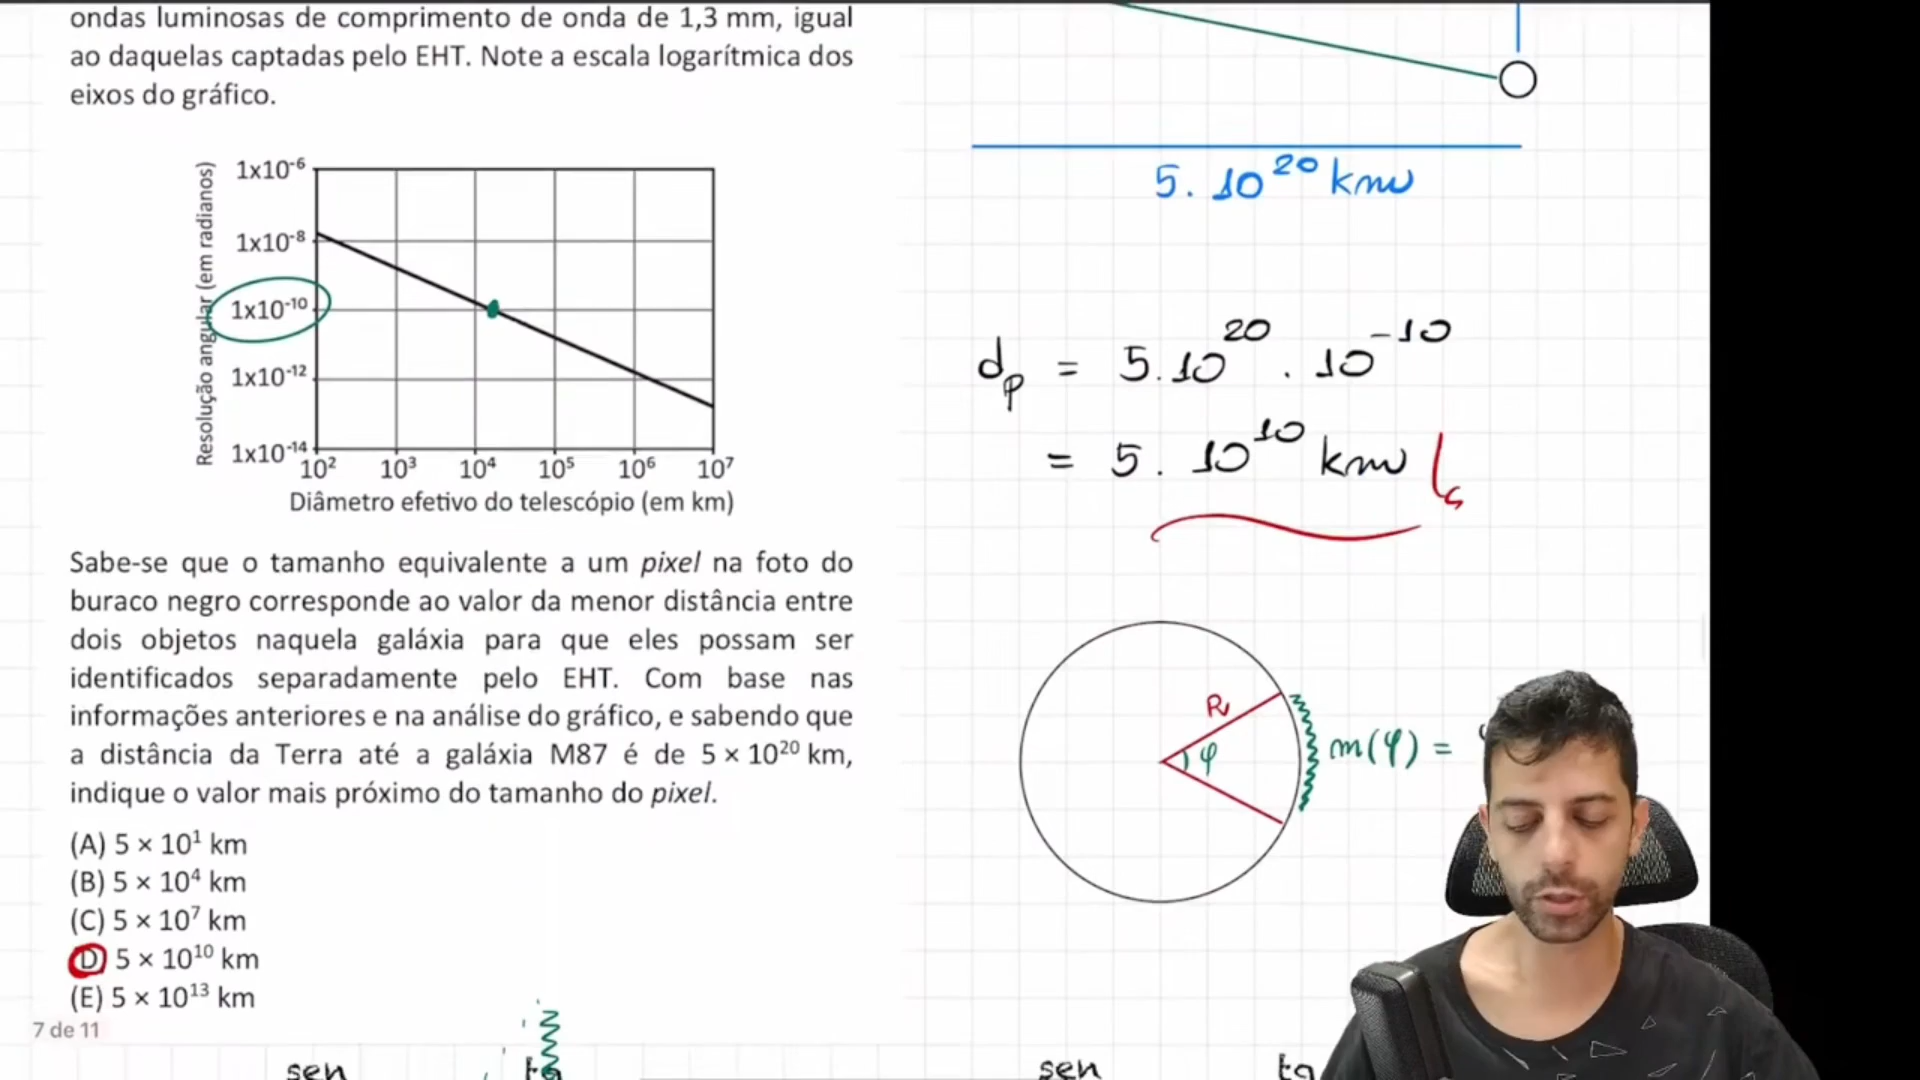 ondas luminosas de comprimento de onda de 1,3 mm, igual
ao daquelas captadas pelo EHT. Note a escala logarítmica dos
eixos do gráfico.
Resolução angular (em radianos)
1x10⁻⁶
1x10⁻⁸
1x10⁻¹⁰
1x10⁻¹²
1x10⁻¹⁴
10² 10³ 10⁴ 10⁵ 10⁶ 10⁷
Diâmetro efetivo do telescópio (em km)
Sabe-se que o tamanho equivalente a um pixel na foto do
buraco negro corresponde ao valor da menor distância entre
dois objetos naquela galáxia para que eles possam ser
identificados separadamente pelo EHT. Com base nas
informações anteriores e na análise do gráfico, e sabendo que
a distância da Terra até a galáxia M87 é de 5 × 10²⁰ km,
indique o valor mais próximo do tamanho do pixel.
(A) 5 × 10¹ km
(B) 5 × 10⁴ km
(C) 5 × 10⁷ km
(D) 5 × 10¹⁰ km
(E) 5 × 10¹³ km
7 de 11
sen tg
5. 10²⁰ km
dₚ = 5.10²⁰ . 10⁻¹⁰
= 5. 10¹⁰ km
R
φ
m(φ) =
sen tg